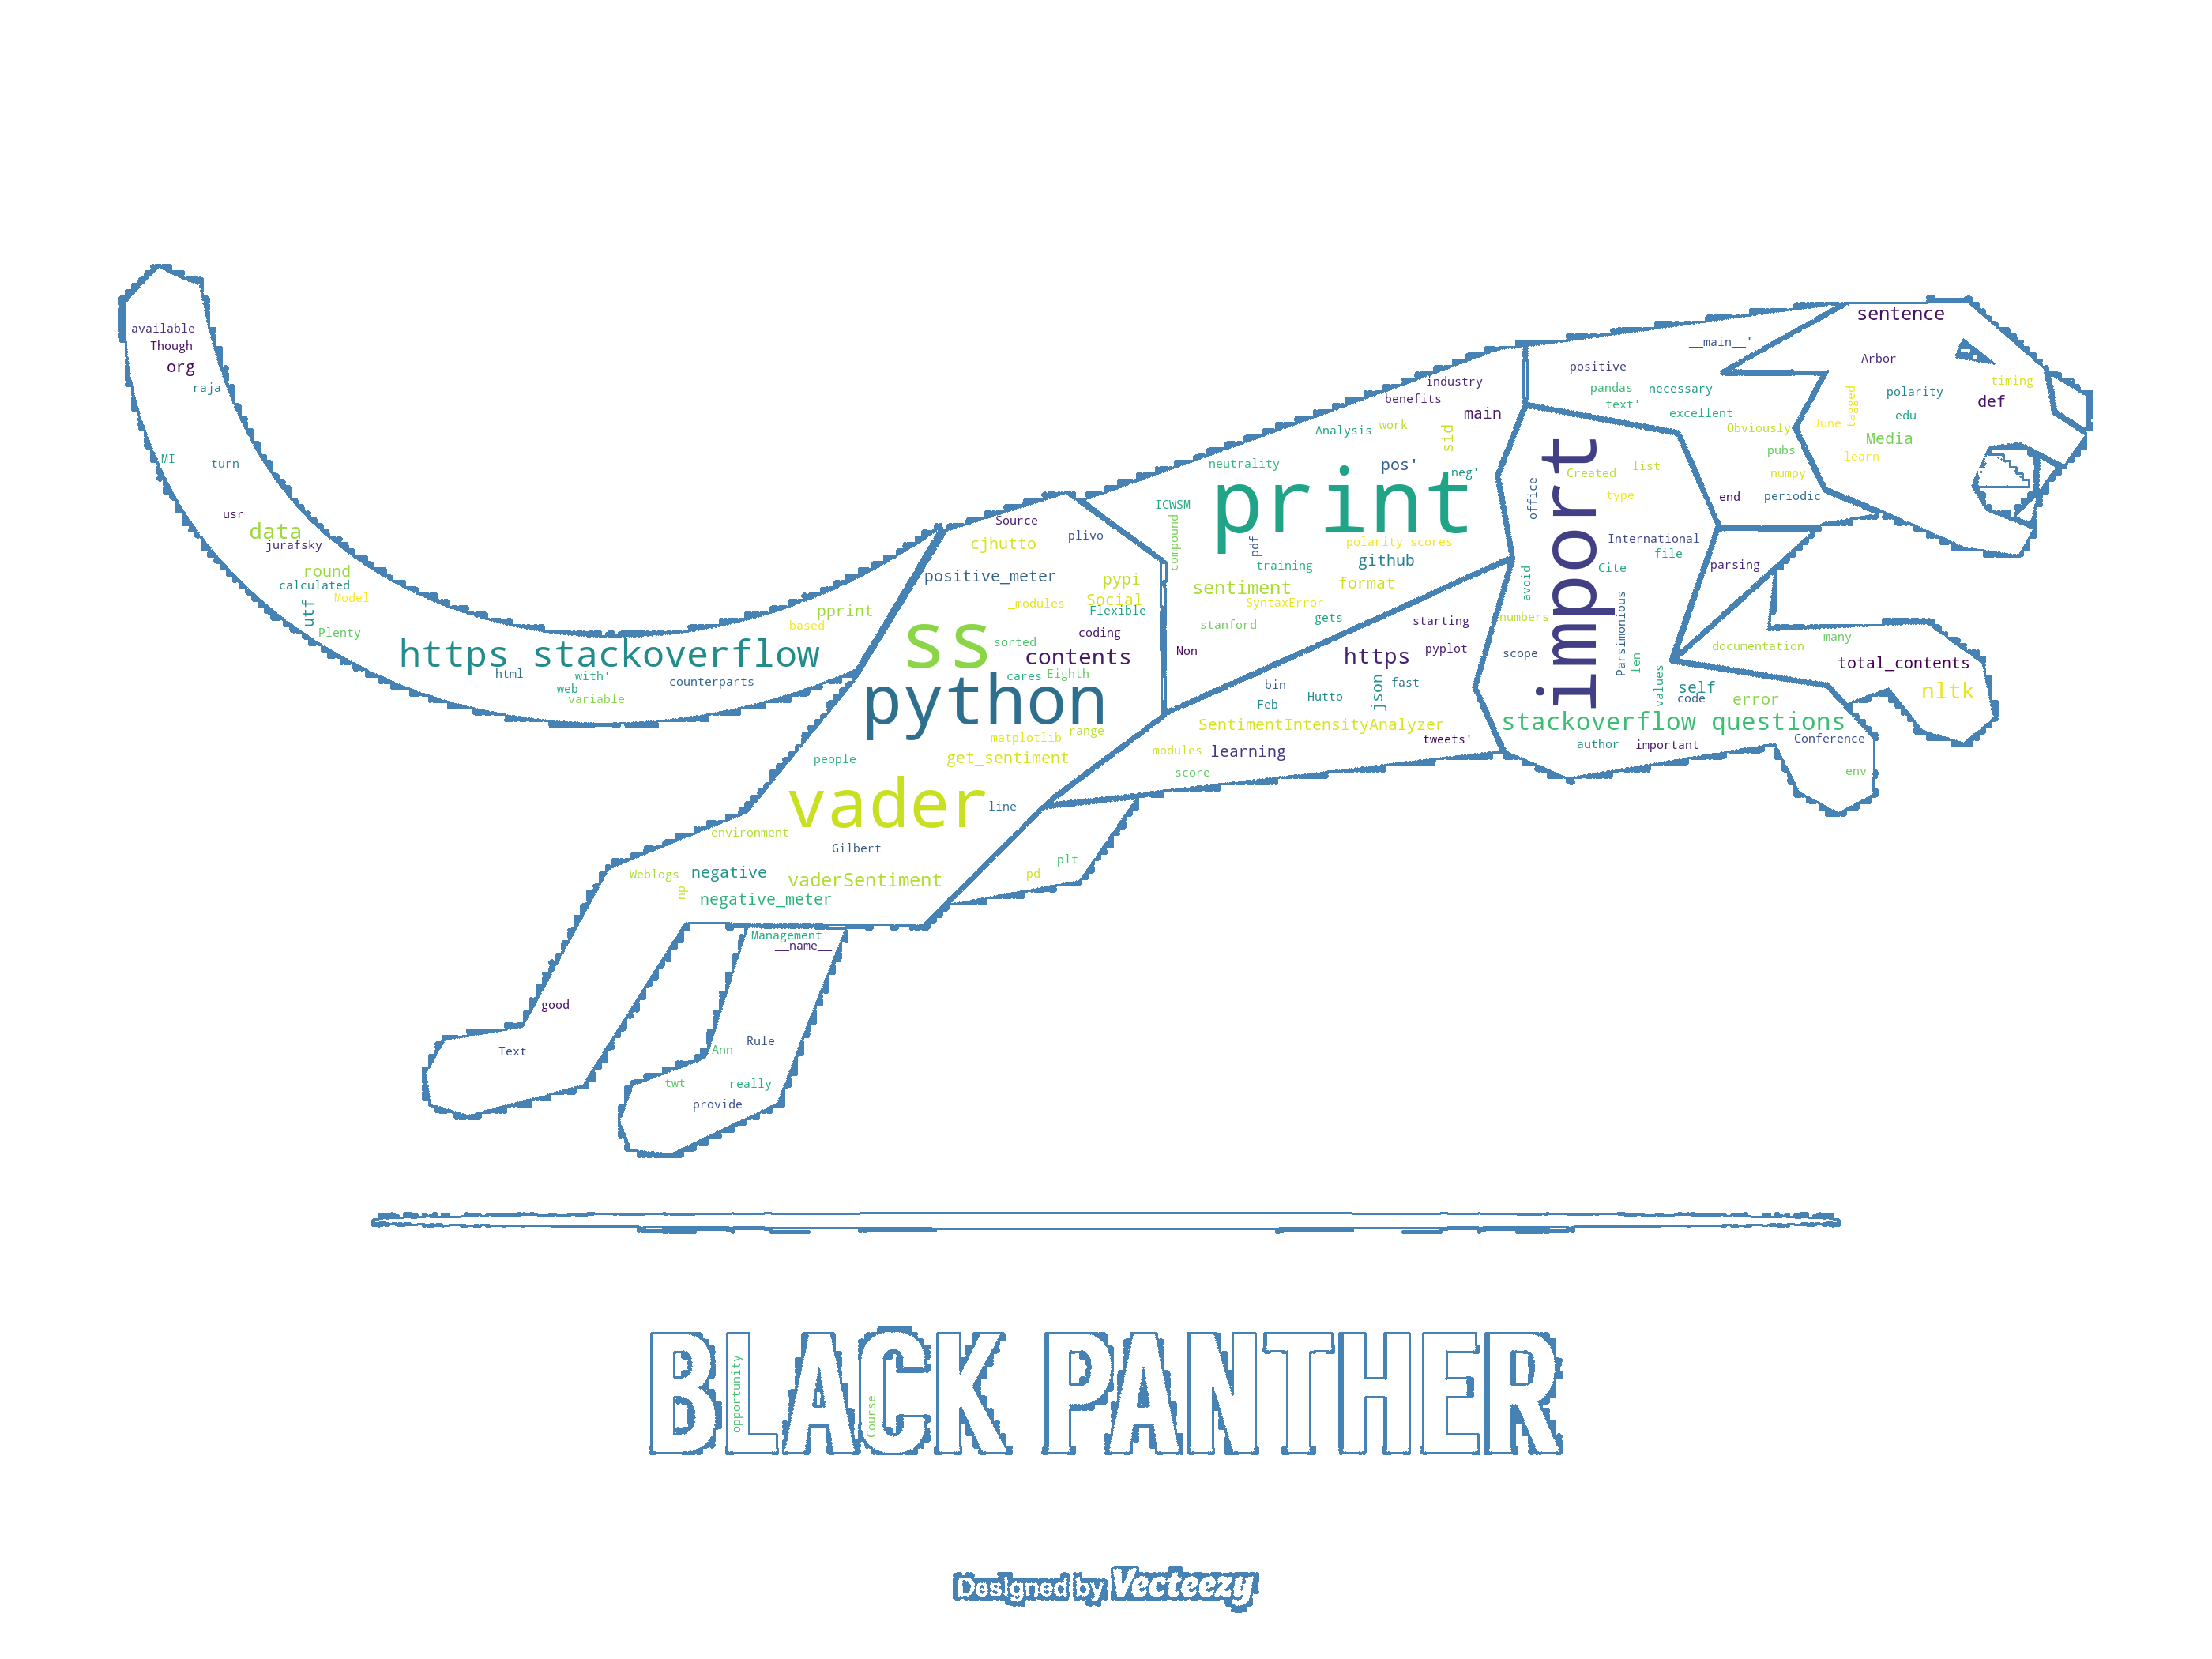 available
Though
org
raja
MI
turn
usr
data
jurafsky
round
calculated
Model
utf
Plenty
https stackoverflow
html
with'
web
variable
counterparts
based
pprint
Source
plivo
cjhutto
positive_meter
pypi
_modules
Social
Flexible
ss
sorted
coding
contents
cares
Eighth
python
matplotlib
range
get_sentiment
people
vader
line
environment
Gilbert
Weblogs
negative
np
vaderSentiment
negative_meter
Management
__name__
good
Text
Ann
Rule
twt
really
provide
plt
pd
industry
benefits
main
Analysis
work
sid
neutrality
pos'
neg'
print
ICWSM
compound
pdf
polarity_scores
training
github
sentiment
format
SyntaxError
stanford
gets
Non
starting
https
pyplot
bin
json
fast
Feb
Hutto
SentimentIntensityAnalyzer
tweets'
modules
learning
score
__main__'
positive
pandas
necessary
text'
excellent
Obviously
pubs
numpy
periodic
end
import
office
Created
list
type
International
file
Cite
avoid
parsing
numbers
Parsimonious
scope
len
values
self
code
error
stackoverflow questions
author
important
sentence
Arbor
timing
tagged
polarity
def
June
edu
Media
learn
documentation
many
total_contents
nltk
Conference
env
BLACK PANTHER
opportunity
Course
Designed by Vecteezy